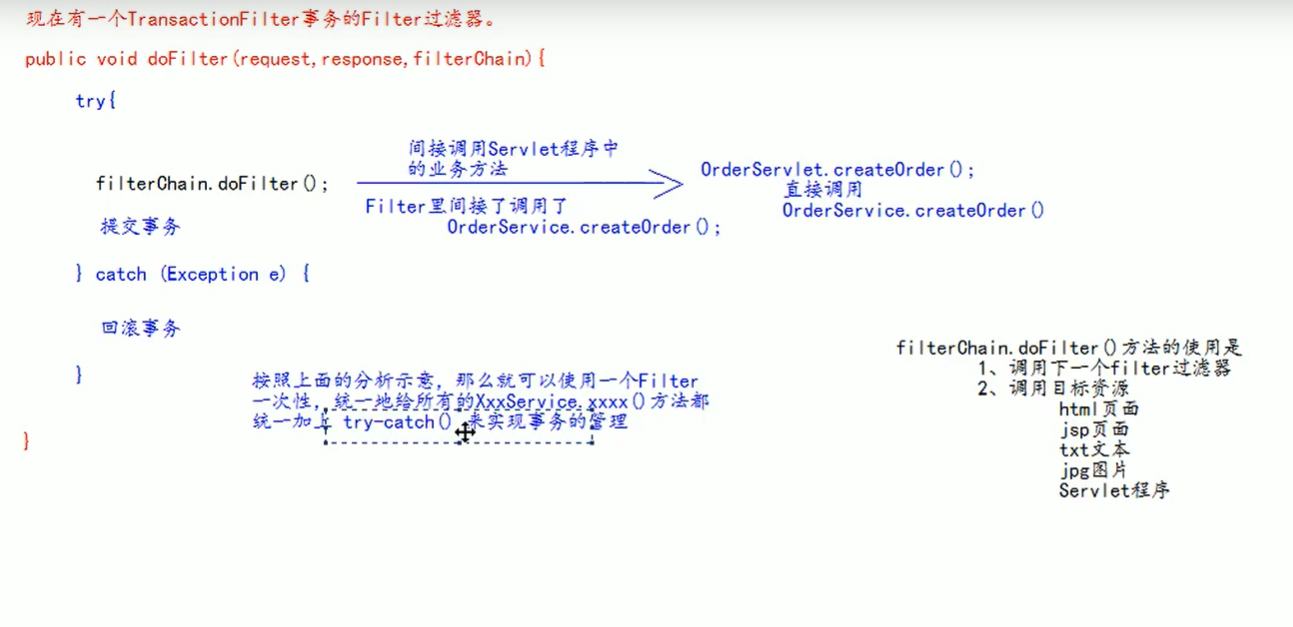 现在有一个TransactionFilter事务的Filter过滤器。
public void doFilter(request,response,filterChain){
try{
filterChain.doFilter();
提交事务
间接调用Servlet程序中
的业务方法
Filter里间接了调用了
OrderService.createOrder();
OrderServlet.createOrder();
直接调用
OrderService.createOrder()
} catch (Exception e) {
回滚事务
}
按照上面的分析示意，那么就可以使用一个Filter
一次性，统一地给所有的XxxService.xxxx()方法都
统一加上 try-catch() 来实现事务的管理
}
filterChain.doFilter()方法的使用是
1、调用下一个filter过滤器
2、调用目标资源
html页面
jsp页面
txt文本
jpg图片
Servlet程序